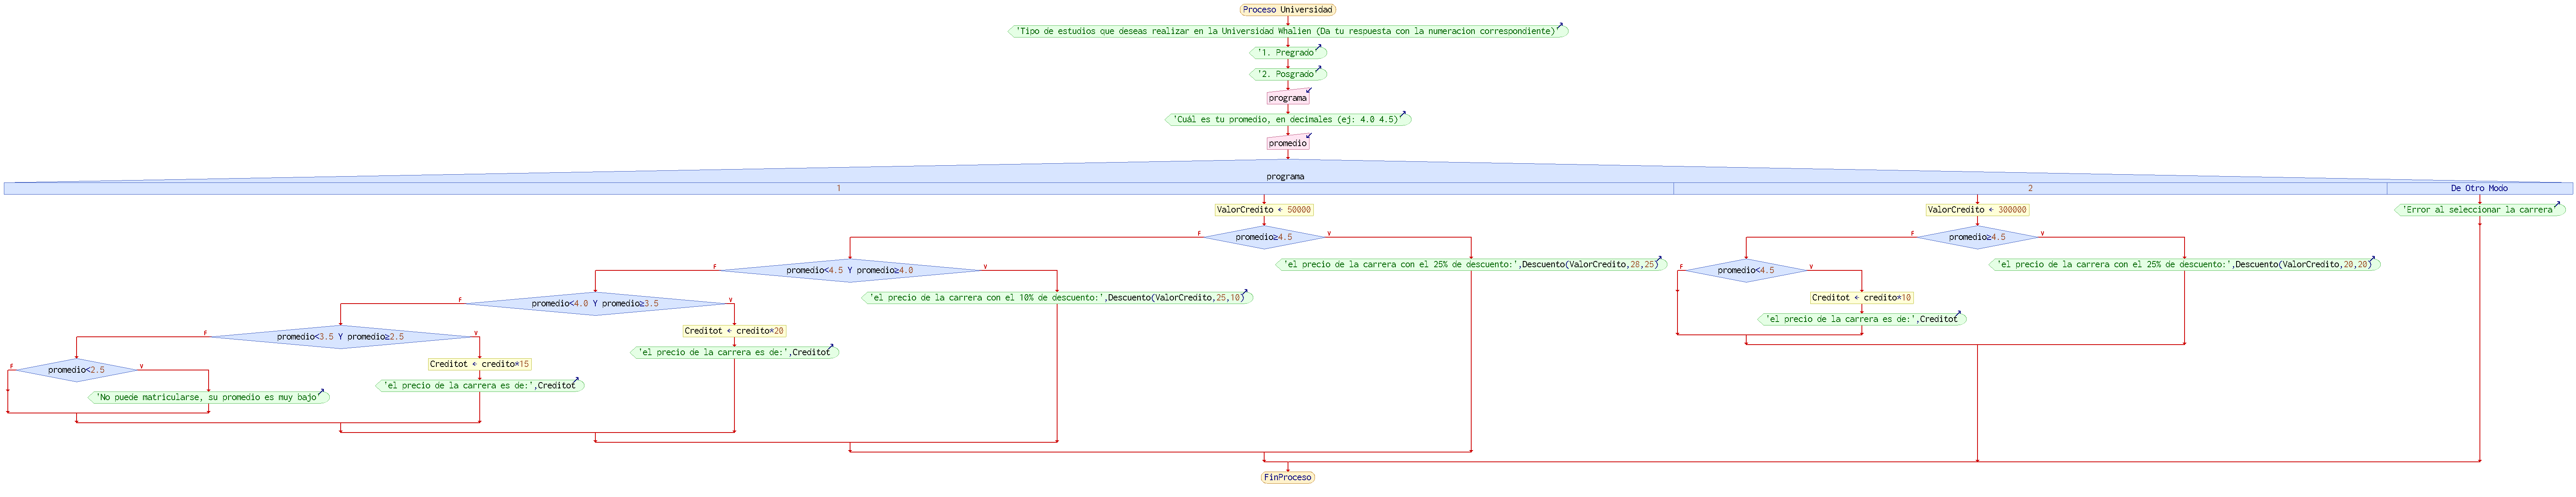 Proceso Universidad
'Tipo de estudios que deseas realizar en la Universidad Whalien (Da tu respuesta con la numeracion correspondiente)'
'1. Pregrado'
'2. Posgrado'
programa
'Cuál es tu promedio, en decimales (ej: 4.0 4.5)'
promedio
programa
1
2
De Otro Modo
ValorCredito ← 50000
ValorCredito ← 300000
'Error al seleccionar la carrera'
F
promedio≥4.5
V
F
promedio≥4.5
V
F
promedio<4.5 Y promedio≥4.0
V
'el precio de la carrera con el 25% de descuento:',Descuento(ValorCredito,28,25)
F
promedio<4.5
V
'el precio de la carrera con el 25% de descuento:',Descuento(ValorCredito,20,20)
F
promedio<4.0 Y promedio≥3.5
V
'el precio de la carrera con el 10% de descuento:',Descuento(ValorCredito,25,10)
Creditot ← credito*10
'el precio de la carrera es de:',Creditot
F
promedio<3.5 Y promedio≥2.5
V
Creditot ← credito*20
'el precio de la carrera es de:',Creditot
F
promedio<2.5
V
Creditot ← credito*15
'el precio de la carrera es de:',Creditot
'No puede matricularse, su promedio es muy bajo'
FinProceso